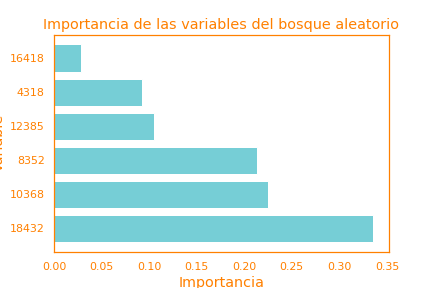 Importancia de las variables del bosque aleatorio
16418
4318
12385
8352
10368
18432
0.00 0.05 0.10 0.15 0.20 0.25 0.30 0.35
Importancia